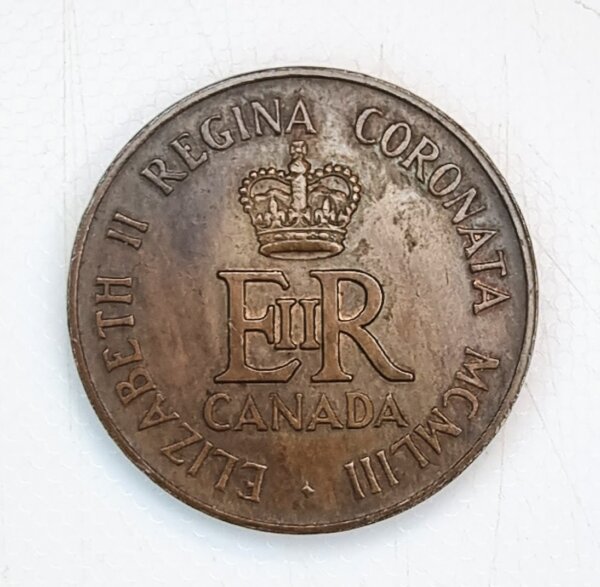 ELIZABETH II REGINA CORONATA MCMLIII
EIIR
CANADA